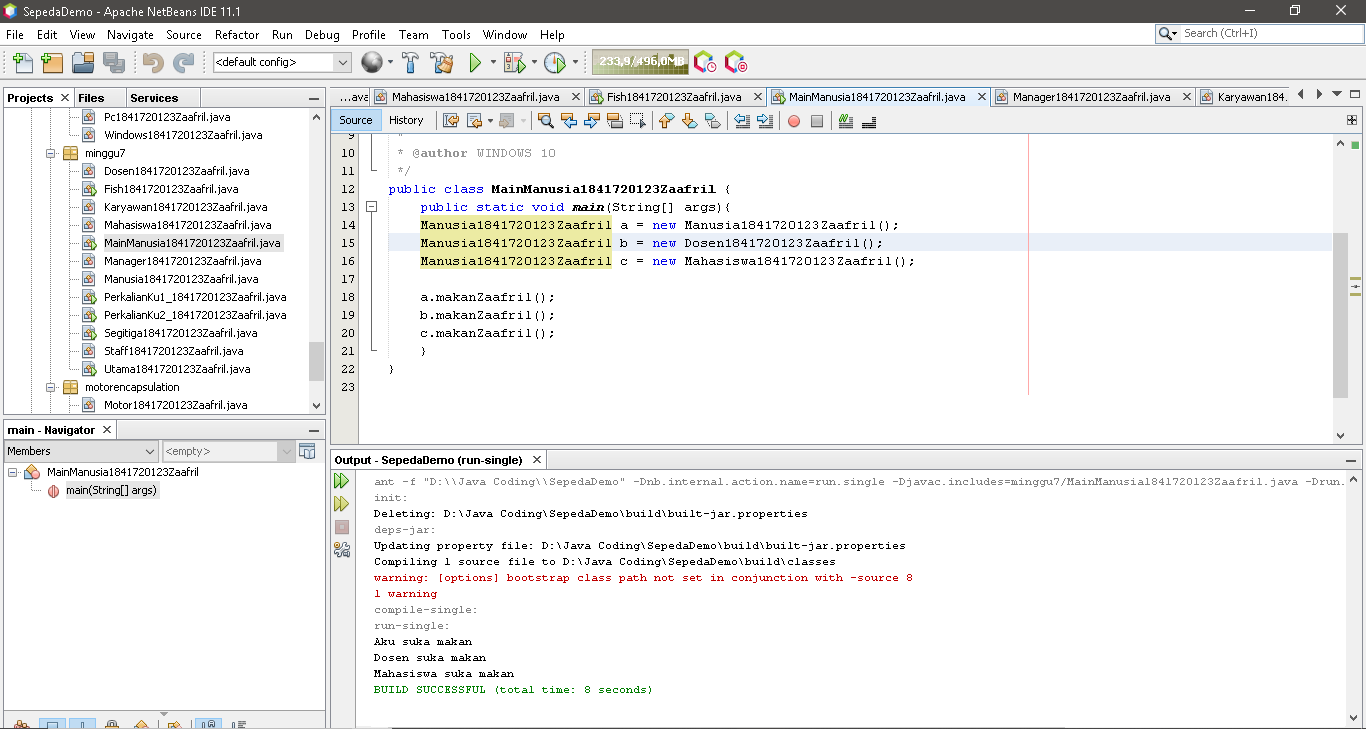 SepedaDemo - Apache NetBeans IDE 11.1
File Edit View Navigate Source Refactor Run Debug Profile Team Tools Window Help
Search (Ctrl+I)
<default config>
233,9/496,0MB
Projects Files Services
Pc1841720123Zaafril.java
Windows1841720123Zaafril.java
minggu7
Dosen1841720123Zaafril.java
Fish1841720123Zaafril.java
Karyawan1841720123Zaafril.java
Mahasiswa1841720123Zaafril.java
MainManusia1841720123Zaafril.java
Manager1841720123Zaafril.java
Manusia1841720123Zaafril.java
PerkalianKu1_1841720123Zaafril.java
PerkalianKu2_1841720123Zaafril.java
Segitiga1841720123Zaafril.java
Staff1841720123Zaafril.java
Utama1841720123Zaafril.java
motorencapsulation
Motor1841720123Zaafril.java
main - Navigator
Members <empty>
MainManusia1841720123Zaafril
main(String[] args)
...ava Mahasiswa1841720123Zaafril.java Fish1841720123Zaafril.java MainManusia1841720123Zaafril.java Manager1841720123Zaafril.java Karyawan184.
Source History
9 *
10 * @author WINDOWS 10
11 */
12 public class MainManusia1841720123Zaafril {
13 public static void main(String[] args){
14 Manusia1841720123Zaafril a = new Manusia1841720123Zaafril();
15 Manusia1841720123Zaafril b = new Dosen1841720123Zaafril();
16 Manusia1841720123Zaafril c = new Mahasiswa1841720123Zaafril();
17
18 a.makanZaafril();
19 b.makanZaafril();
20 c.makanZaafril();
21 }
22 }
23
Output - SepedaDemo (run-single)
ant -f "D:\\Java Coding\\SepedaDemo" -Dnb.internal.action.name=run.single -Djavac.includes=minggu7/MainManusia1841720123Zaafril.java -Drun.
init:
Deleting: D:\Java Coding\SepedaDemo\build\built-jar.properties
deps-jar:
Updating property file: D:\Java Coding\SepedaDemo\build\built-jar.properties
Compiling 1 source file to D:\Java Coding\SepedaDemo\build\classes
warning: [options] bootstrap class path not set in conjunction with -source 8
1 warning
compile-single:
run-single:
Aku suka makan
Dosen suka makan
Mahasiswa suka makan
BUILD SUCCESSFUL (total time: 8 seconds)